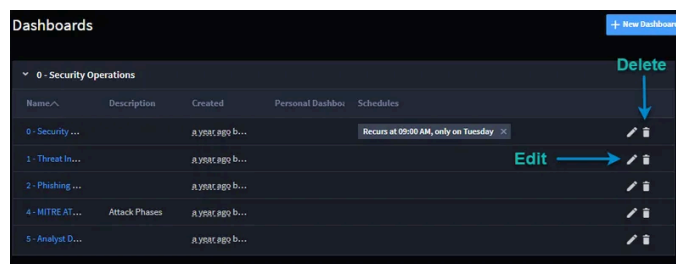 Dashboards
+ New Dashboar
0 - Security Operations
Delete
Name Description Created Personal Dashboa Schedules
0 - Security ... a year ago b... Recurs at 09:00 AM, only on Tuesday ×
1 - Threat In... a year ago b... Edit
2 - Phishing ... a year ago b...
4 - MITRE AT... Attack Phases a year ago b...
5 - Analyst D... a year ago b...